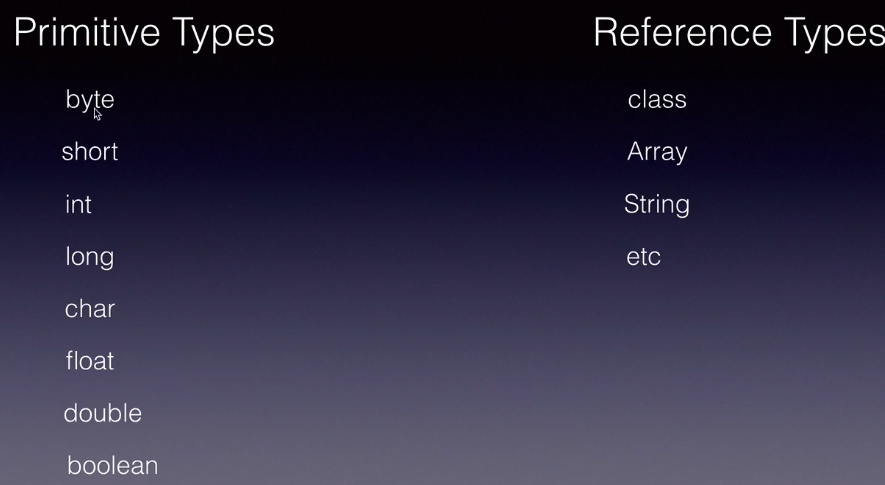 Primitive Types
byte
short
int
long
char
float
double
boolean
Reference Types
class
Array
String
etc